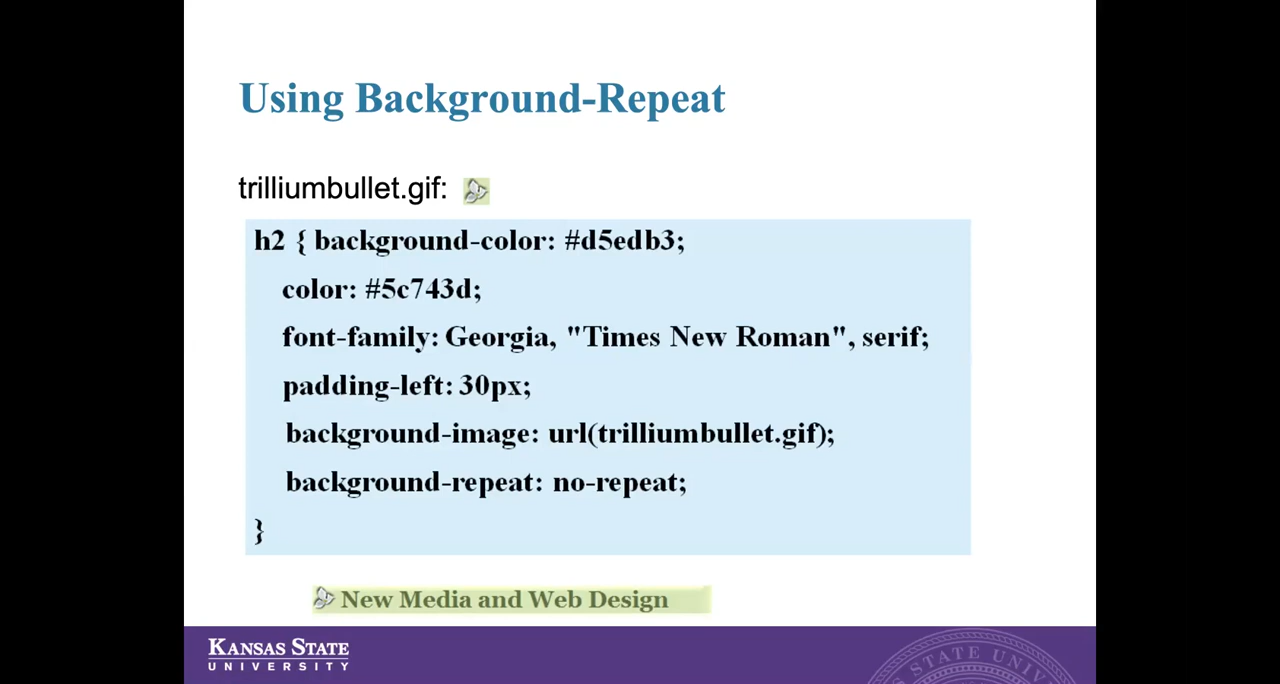 Using Background-Repeat
trilliumbullet.gif:
h2 { background-color: #d5edb3;
color: #5c743d;
font-family: Georgia, "Times New Roman", serif;
padding-left: 30px;
background-image: url(trilliumbullet.gif);
background-repeat: no-repeat;
}
New Media and Web Design
KANSAS STATE
UNIVERSITY
STATE UNIV